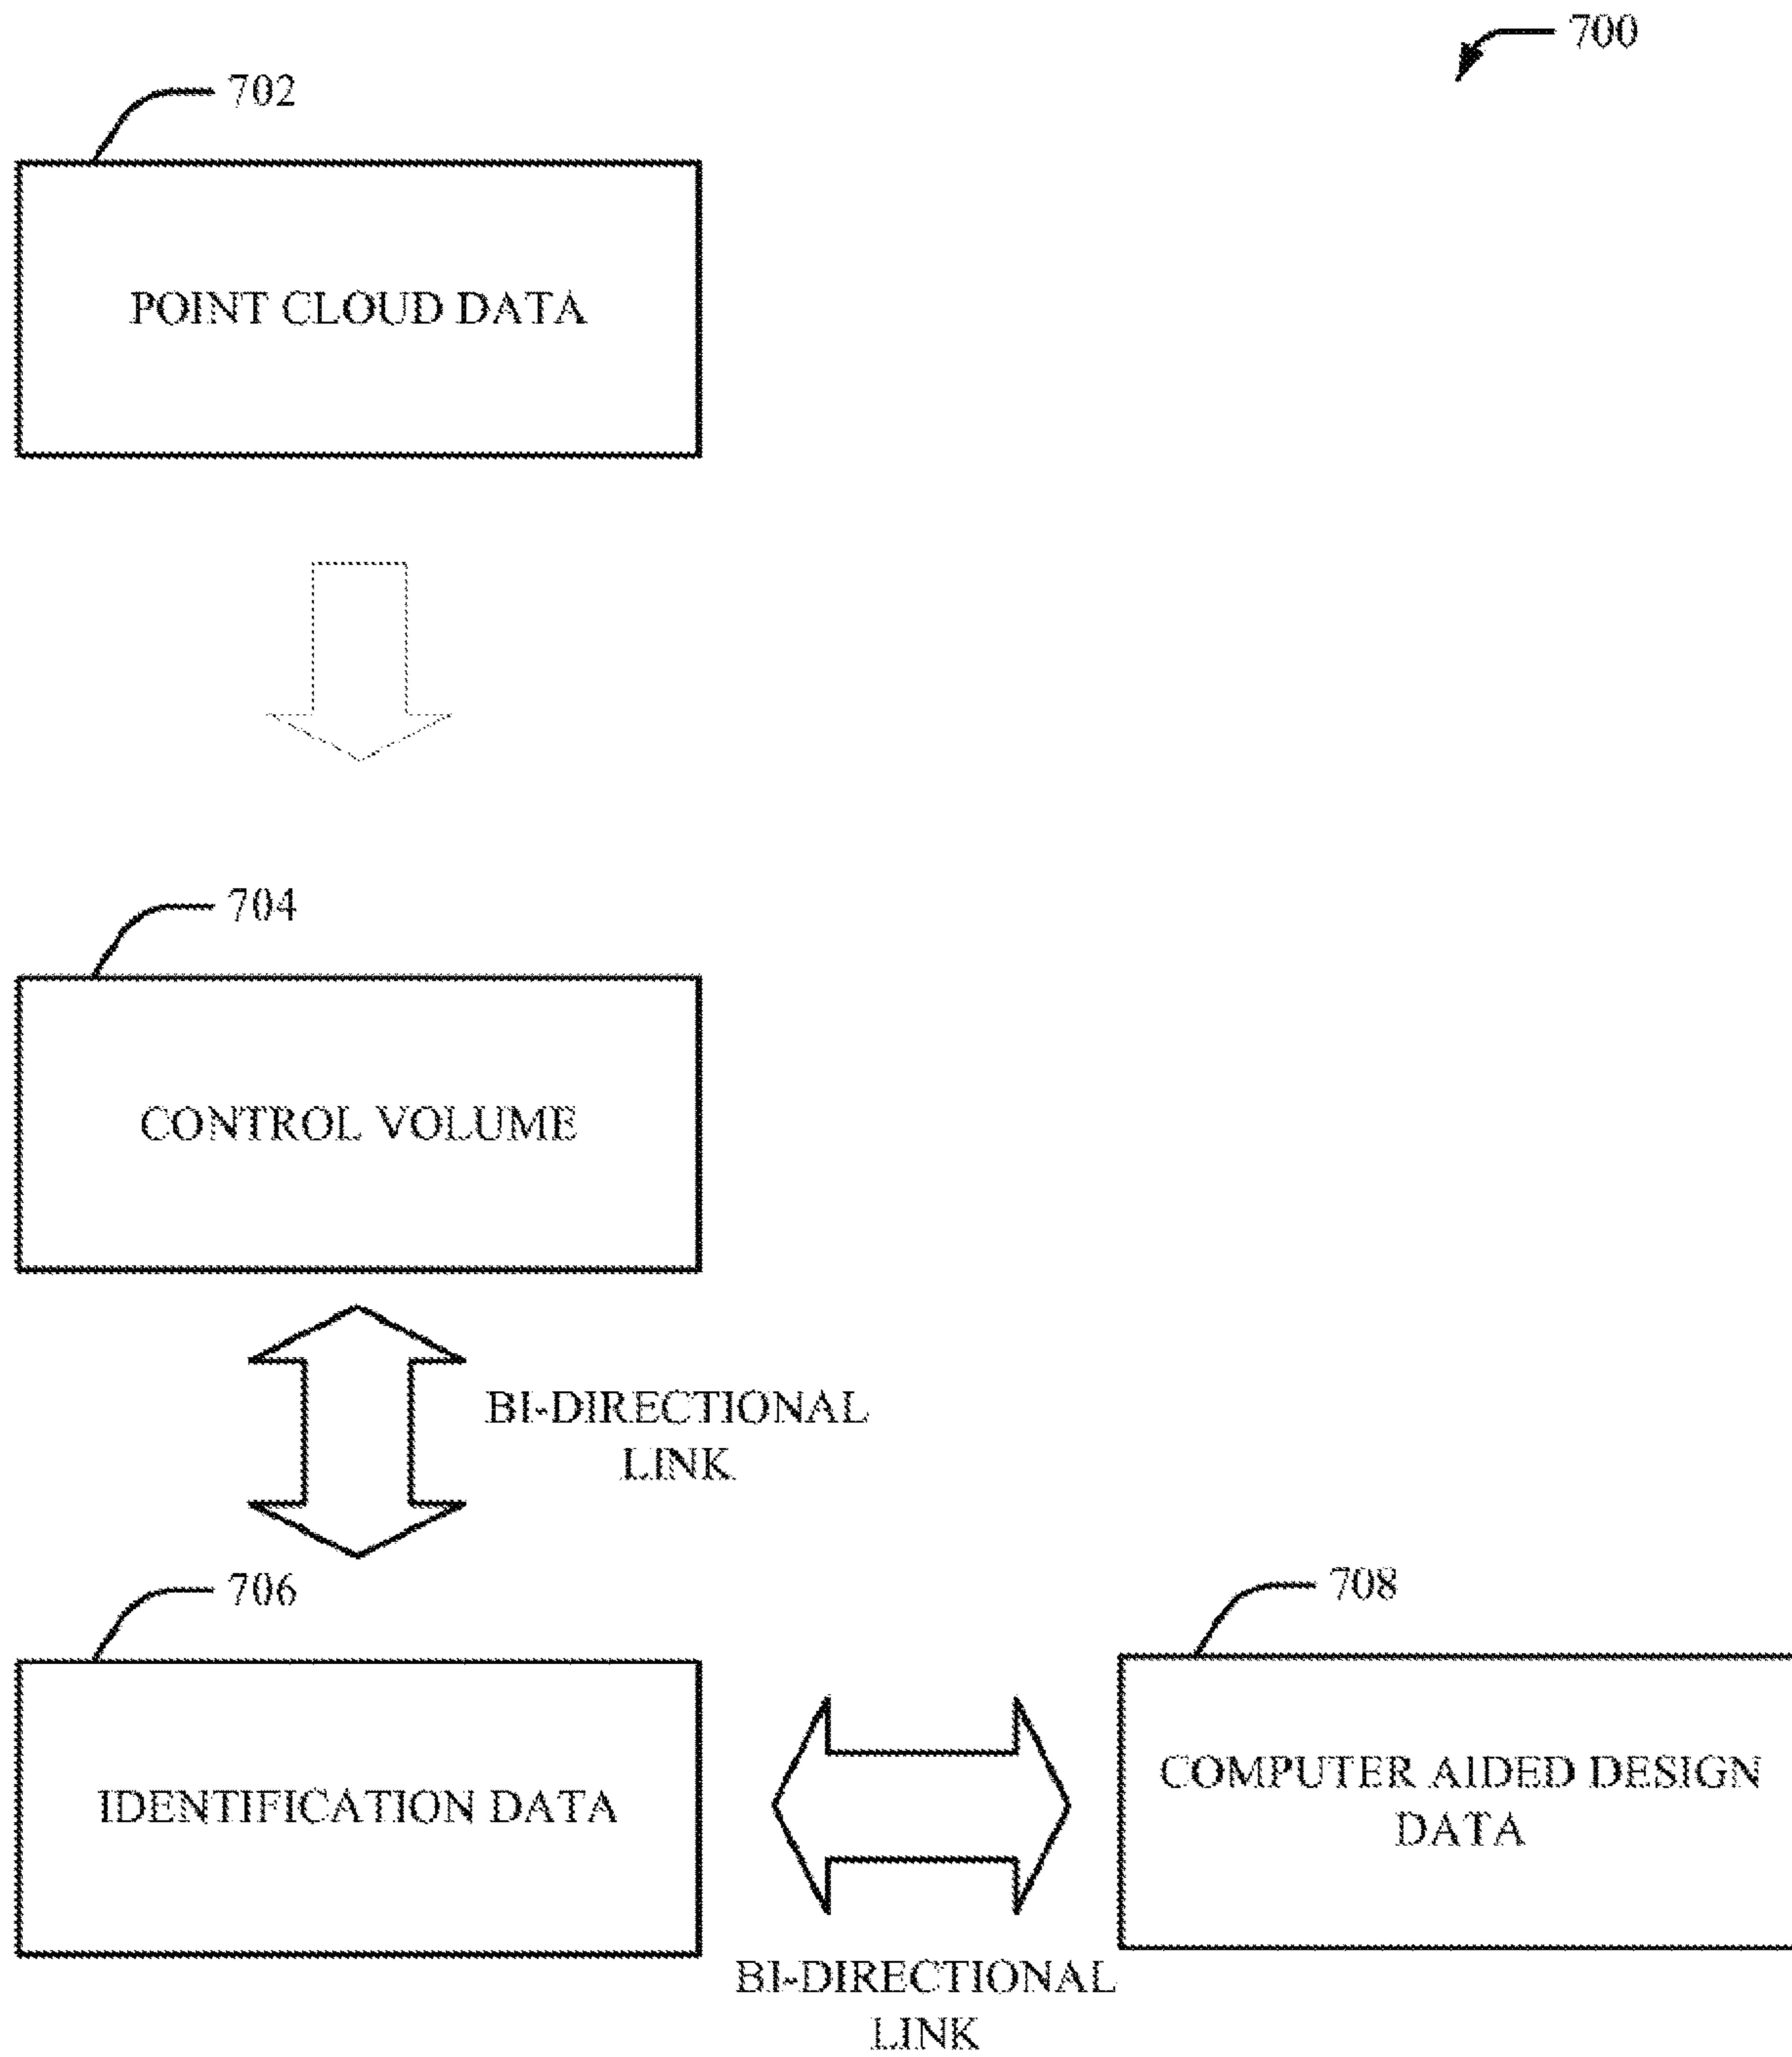 700
702
POINT CLOUD DATA
704
CONTROL VOLUME
BI-DIRECTIONAL
LINK
706
IDENTIFICATION DATA
708
COMPUTER AIDED DESIGN
DATA
BI-DIRECTIONAL
LINK